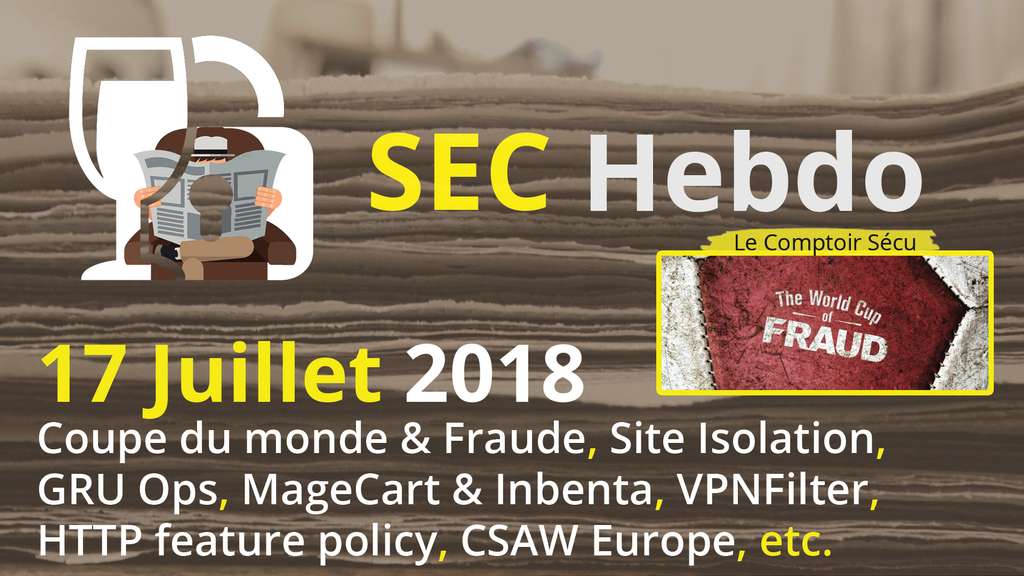 SEC Hebdo
Le Comptoir Sécu
The World Cup
of
FRAUD
17 Juillet 2018
Coupe du monde & Fraude, Site Isolation,
GRU Ops, MageCart & Inbenta, VPNFilter,
HTTP feature policy, CSAW Europe, etc.